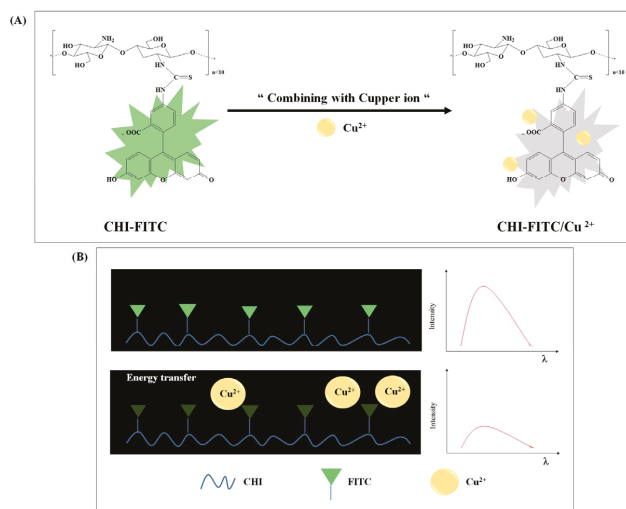 (A)
NH₂
HO
O
HO
HO
O
O
n<10
HN
C=S
HN
⁻OOC
HO
O
O
CHI-FITC
“ Combining with Cupper ion “
Cu²⁺
NH₂
HO
O
HO
HO
O
O
n<10
HN
C=S
HN
⁻OOC
HO
O
O
CHI-FITC/Cu ²⁺
(B)
Intensity
λ
Energy transfer
Cu²⁺
Cu²⁺
Cu²⁺
Intensity
λ
CHI
FITC
Cu²⁺